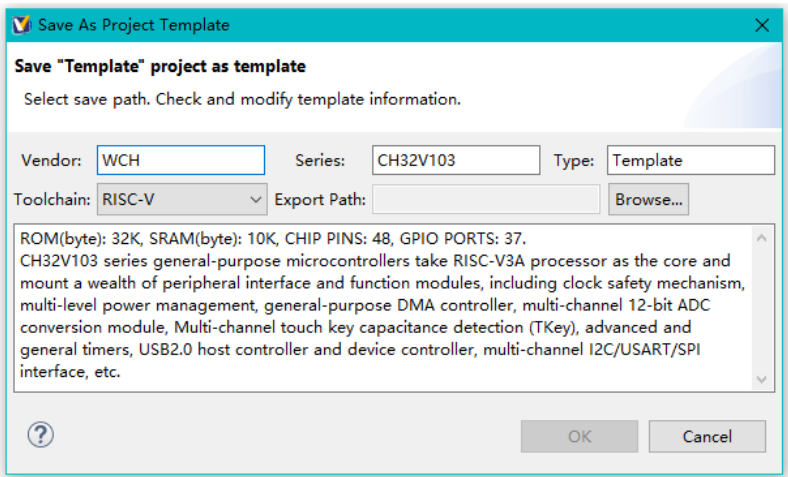 Save As Project Template
Save "Template" project as template
Select save path. Check and modify template information.
Vendor: WCH Series: CH32V103 Type: Template
Toolchain: RISC-V Export Path: Browse...
ROM(byte): 32K, SRAM(byte): 10K, CHIP PINS: 48, GPIO PORTS: 37.
CH32V103 series general-purpose microcontrollers take RISC-V3A processor as the core and
mount a wealth of peripheral interface and function modules, including clock safety mechanism,
multi-level power management, general-purpose DMA controller, multi-channel 12-bit ADC
conversion module, Multi-channel touch key capacitance detection (TKey), advanced and
general timers, USB2.0 host controller and device controller, multi-channel I2C/USART/SPI
interface, etc.
? OK Cancel